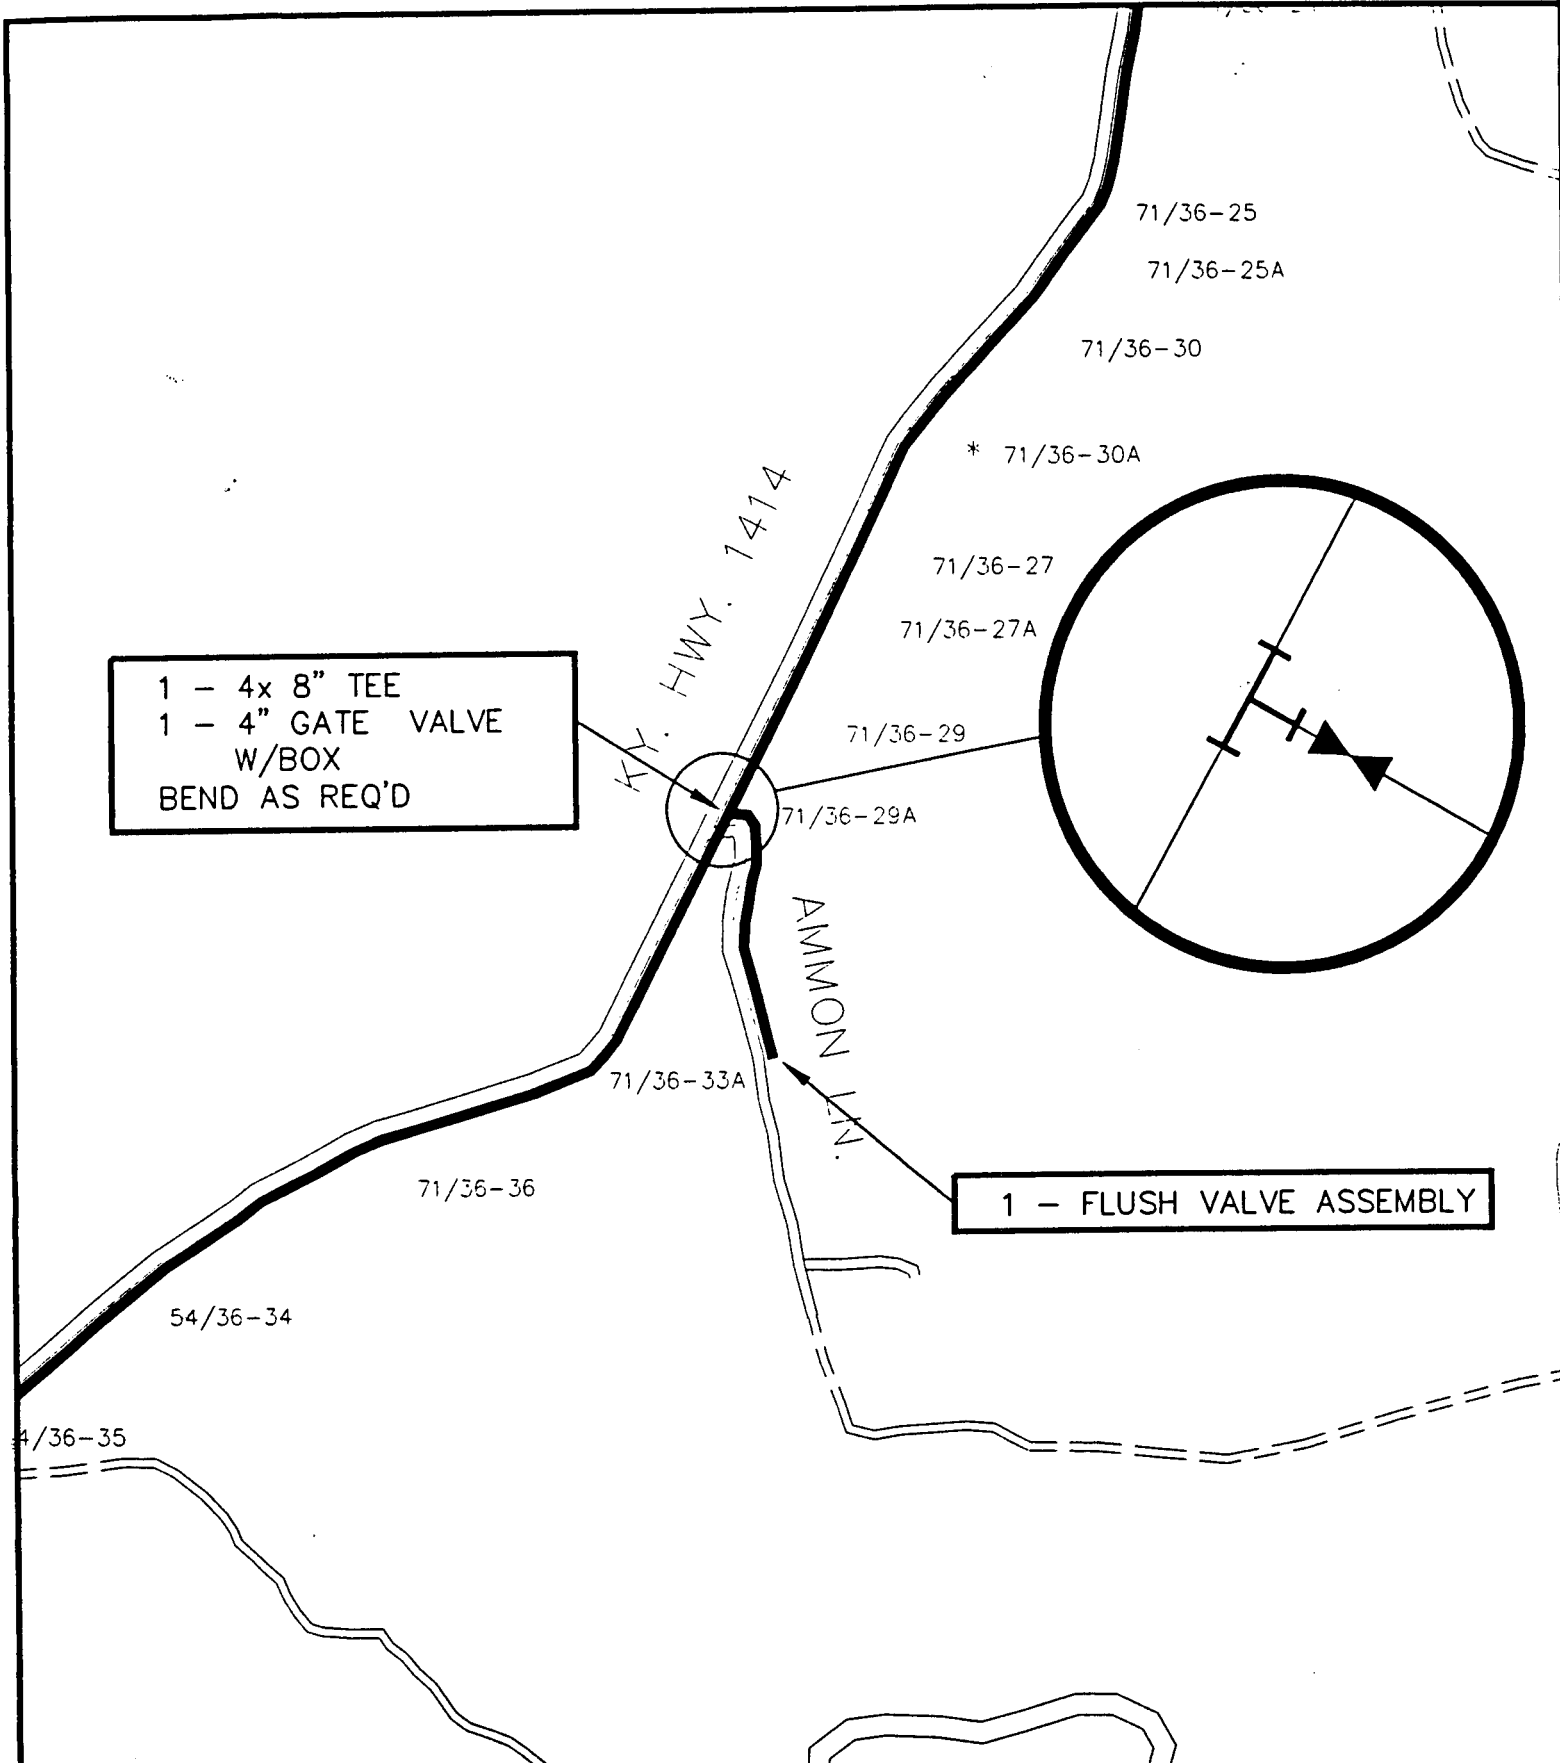 71/36-25
71/36-25A
71/36-30
* 71/36-30A
KY. HWY. 1414
71/36-27
71/36-27A
1 - 4x 8" TEE
1 - 4" GATE VALVE
W/BOX
BEND AS REQ'D
71/36-29
71/36-29A
AMMON LN.
71/36-33A
71/36-36
1 - FLUSH VALVE ASSEMBLY
54/36-34
4/36-35